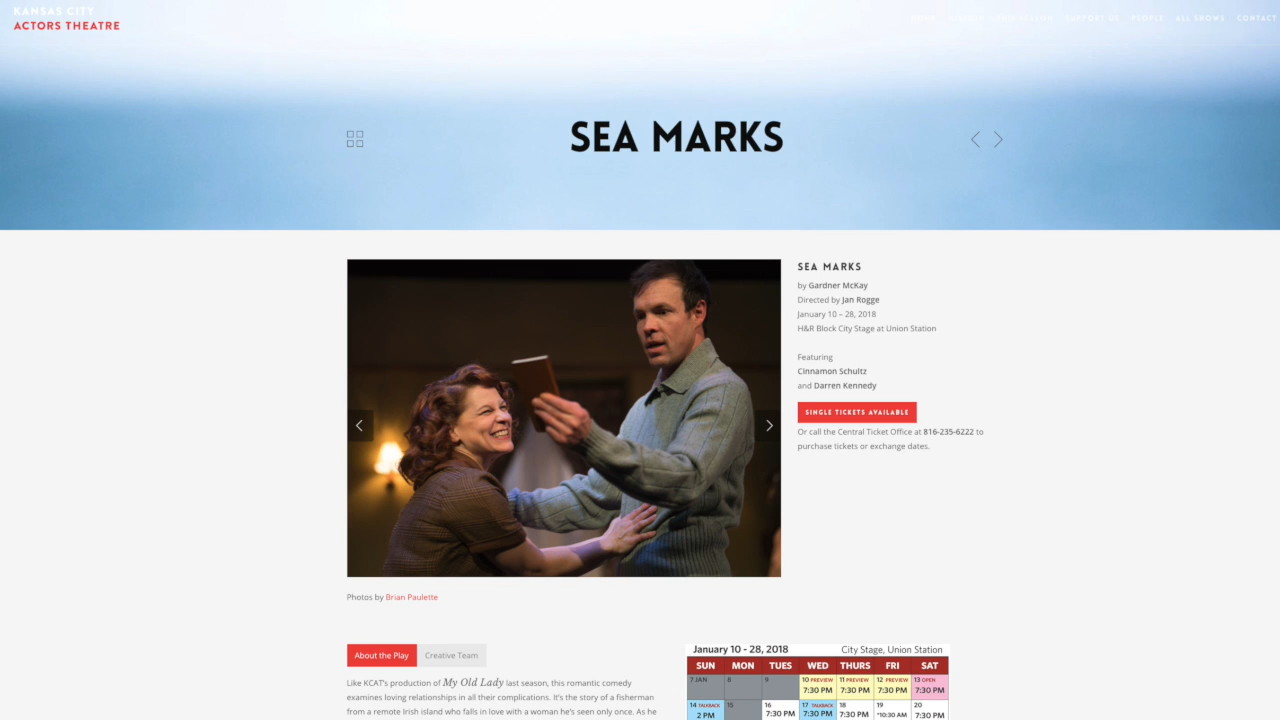 KANSAS CITY
ACTORS THEATRE
SUPPORT US PEOPLE ALL SHOWS CONTACT
SEA MARKS
SEA MARKS
by Gardner McKay
Directed by Jan Rogge
January 10 – 28, 2018
H&R Block City Stage at Union Station
Featuring
Cinnamon Schultz
and Darren Kennedy
SINGLE TICKETS AVAILABLE
Or call the Central Ticket Office at 816-235-6222 to
purchase tickets or exchange dates.
Photos by Brian Paulette
About the Play Creative Team
Like KCAT's production of My Old Lady last season, this romantic comedy
examines loving relationships in all their complications. It's the story of a fisherman
from a remote Irish island who falls in love with a woman he's seen only once. As he
January 10 - 28, 2018 City Stage, Union Station
SUN MON TUES WED THURS FRI SAT
7 JAN 8 9 10 PREVIEW 11 PREVIEW 12 PREVIEW 13 OPEN
7:30 PM 7:30 PM 7:30 PM 7:30 PM
14 TALKBACK 15 16 17 TALKBACK 18 19 20
2 PM 7:30 PM 7:30 PM 7:30 PM *10:30 AM 7:30 PM